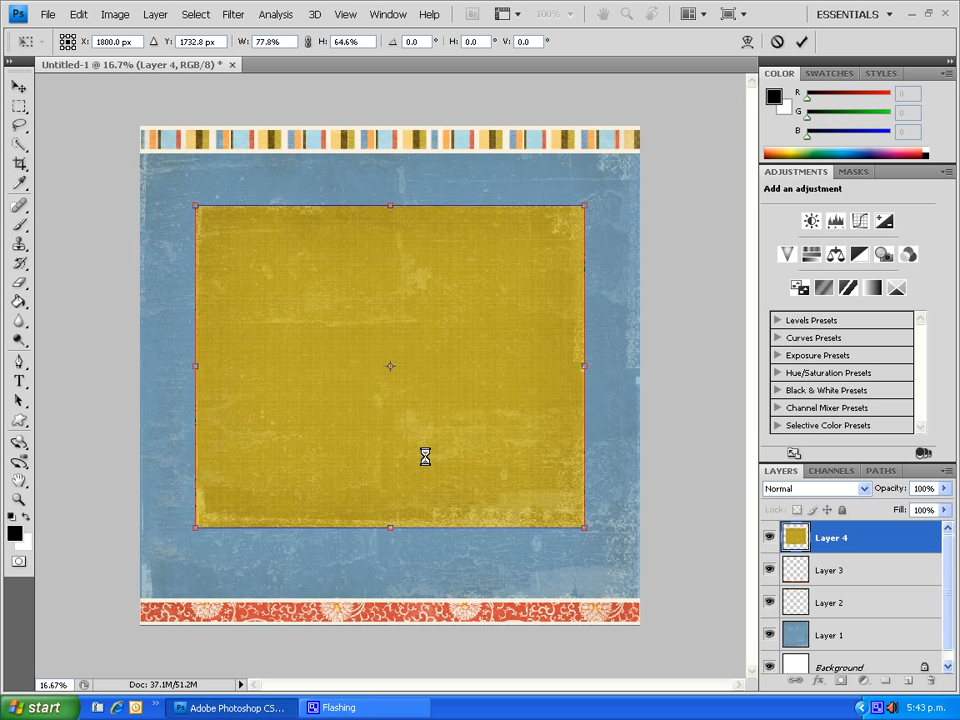 Ps File Edit Image Layer Select Filter Analysis 3D View Window Help Br 100% ESSENTIALS
X: 1800.0 px Y: 1732.8 px W: 77.8% H: 64.6% 0.0 ° H: 0.0 ° V: 0.0 °
Untitled-1 @ 16.7% (Layer 4, RGB/8) *
COLOR SWATCHES STYLES
R 0
G 0
B 0
ADJUSTMENTS MASKS
Add an adjustment
Levels Presets
Curves Presets
Exposure Presets
Hue/Saturation Presets
Black & White Presets
Channel Mixer Presets
Selective Color Presets
LAYERS CHANNELS PATHS
Normal Opacity: 100%
Lock: Fill: 100%
Layer 4
Layer 3
Layer 2
Layer 1
Background
16.67% Doc: 37.1M/51.2M
start Ps Adobe Photoshop CS... Flashing 5:43 p.m.